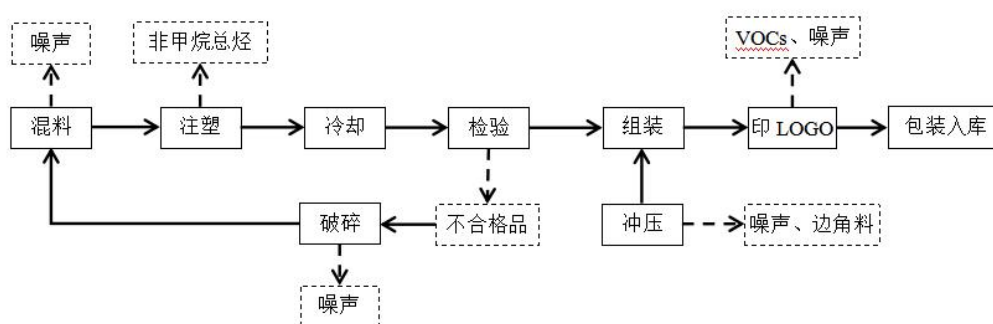 噪声
非甲烷总烃
VOCs、噪声
混料
注塑
冷却
检验
组装
印 LOGO
包装入库
破碎
不合格品
冲压
噪声、边角料
噪声